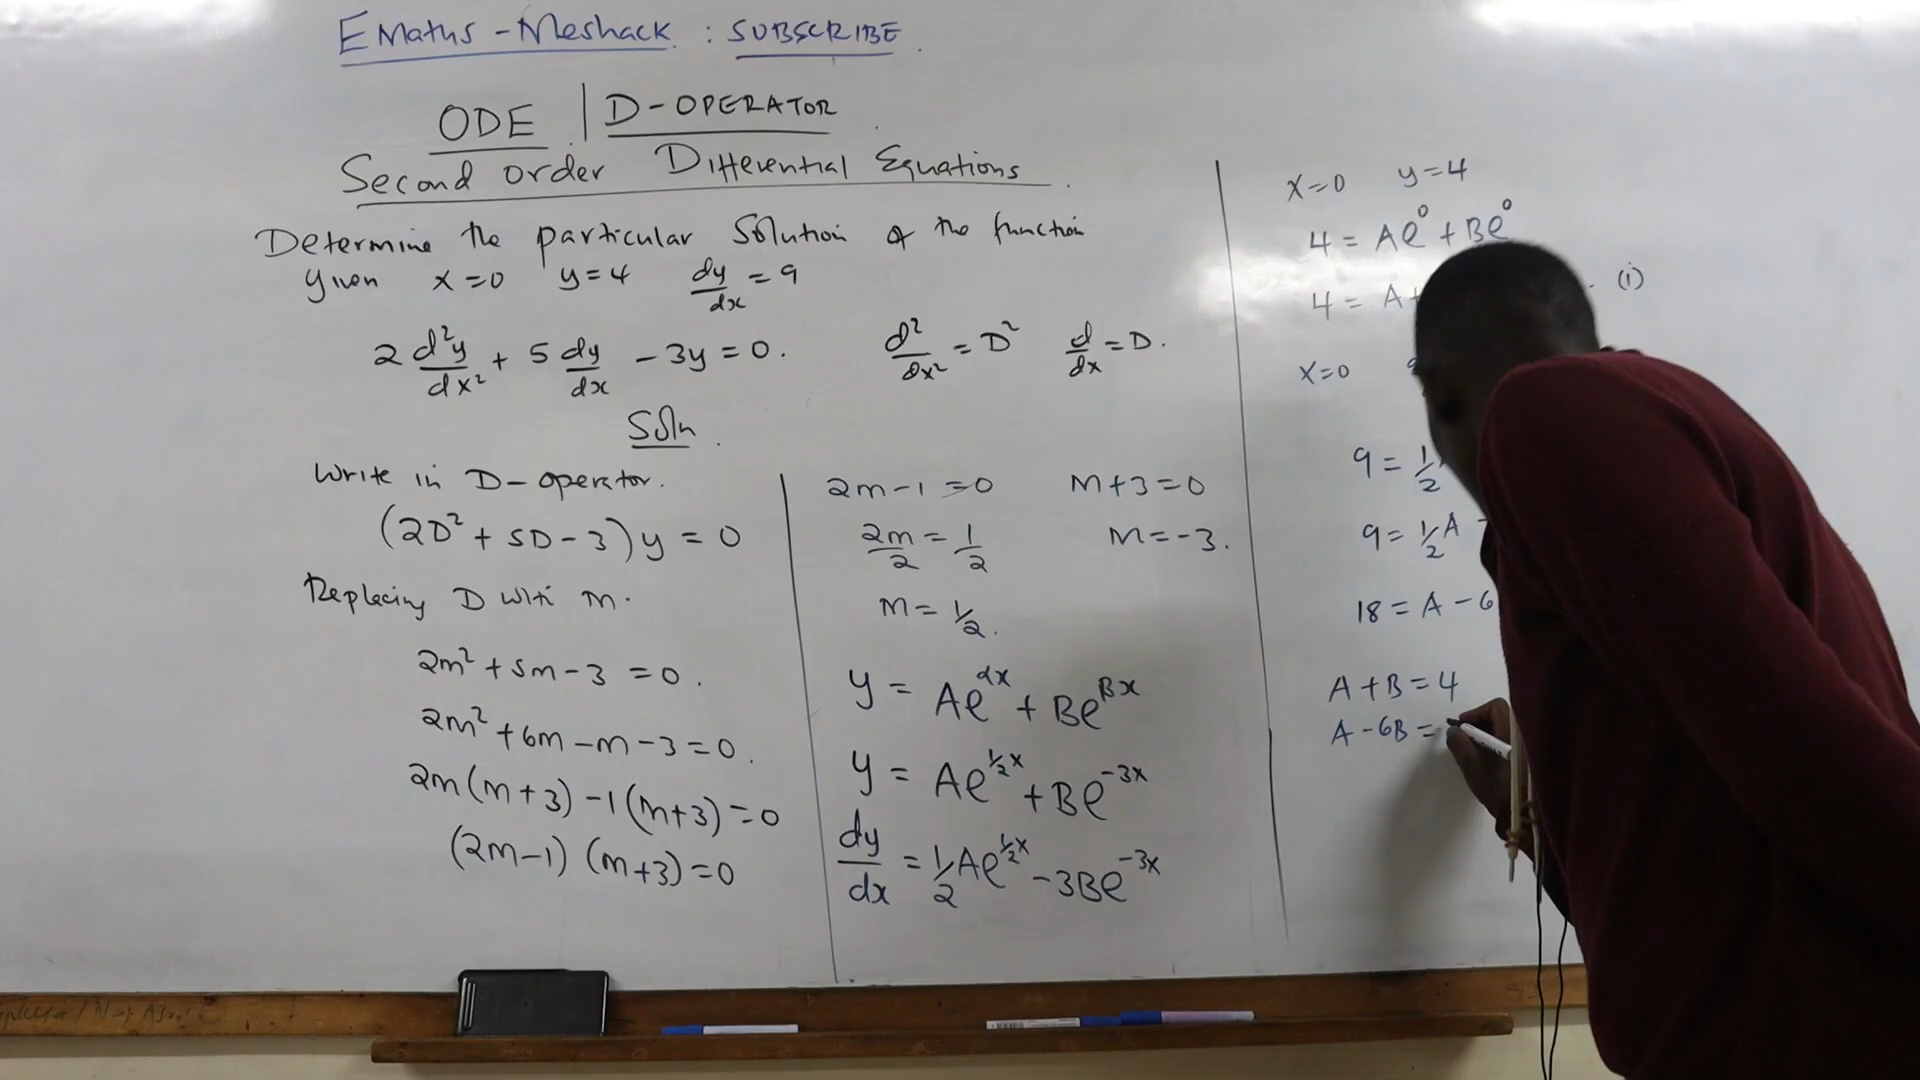 EMaths - Meshack : SUBSCRIBE
ODE | D-OPERATOR
Second order Differential Equations
Determine the particular Solution of the function
given x=0 y=4 dy/dx = 9
2 d²y/dx² + 5 dy/dx - 3y = 0. d²/dx² = D² d/dx = D.
Soln
Write in D-operator.
(2D² + 5D - 3) y = 0
Replacing D with m.
2m² + 5m - 3 = 0.
2m² + 6m - m - 3 = 0.
2m(m+3) - 1(m+3) = 0
(2m-1) (m+3) = 0
2m - 1 = 0 m+3 = 0
2m/2 = 1/2 m = -3.
m = 1/2.
y = Ae^αx + Be^βx
y = Ae^½x + Be^-3x
dy/dx = ½Ae^½x - 3Be^-3x
x=0 y=4
4 = Ae⁰ + Be⁰
4 = A+ (i)
x=0
9 = 1/2
9 = ½A -
18 = A - 6
A + B = 4
A - 6B =